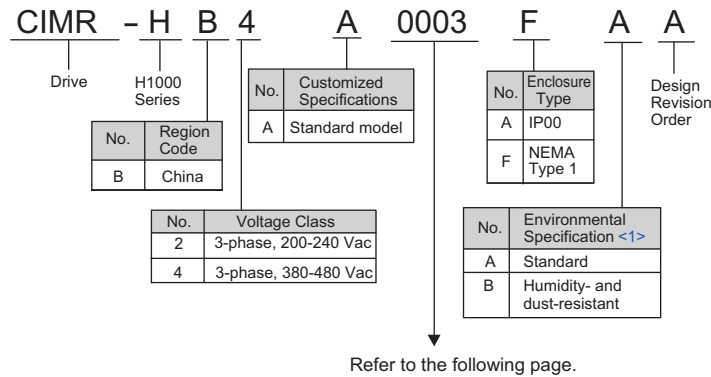 CIMR - H B 4 A 0003 F A A
Drive
H1000
Series
No. Region
Code
B China
No. Customized
Specifications
A Standard model
No. Enclosure
Type
A IP00
F NEMA
Type 1
Design
Revision
Order
No. Voltage Class
2 3-phase, 200-240 Vac
4 3-phase, 380-480 Vac
No. Environmental
Specification <1>
A Standard
B Humidity- and
dust-resistant
Refer to the following page.